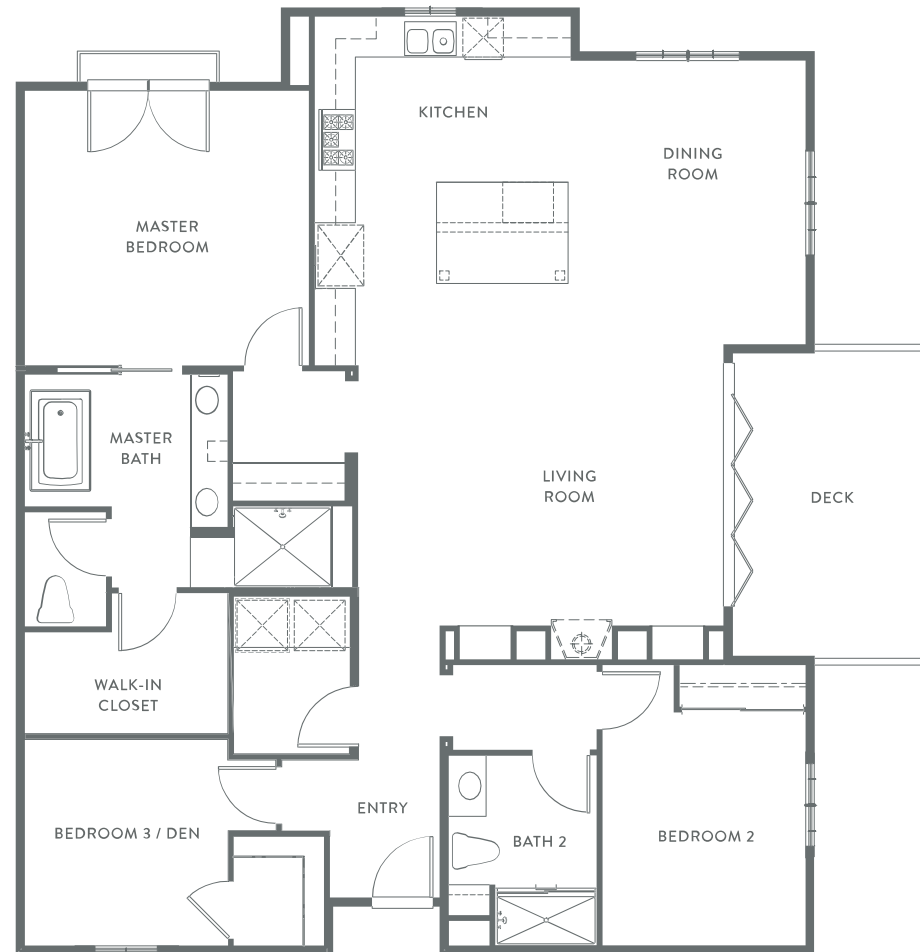 KITCHEN
DINING
ROOM
MASTER
BEDROOM
MASTER
BATH
LIVING
ROOM
DECK
WALK-IN
CLOSET
ENTRY
BEDROOM 3 / DEN
BATH 2
BEDROOM 2